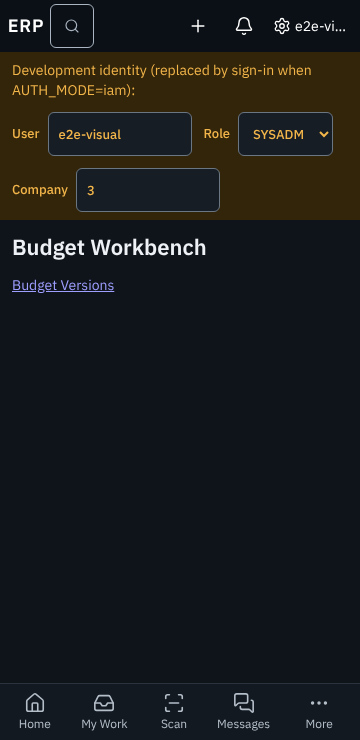 ERP
e2e-vi...
Development identity (replaced by sign-in when
AUTH_MODE=iam):
User e2e-visual Role SYSADM
Company 3
Budget Workbench
Budget Versions
Home My Work Scan Messages More